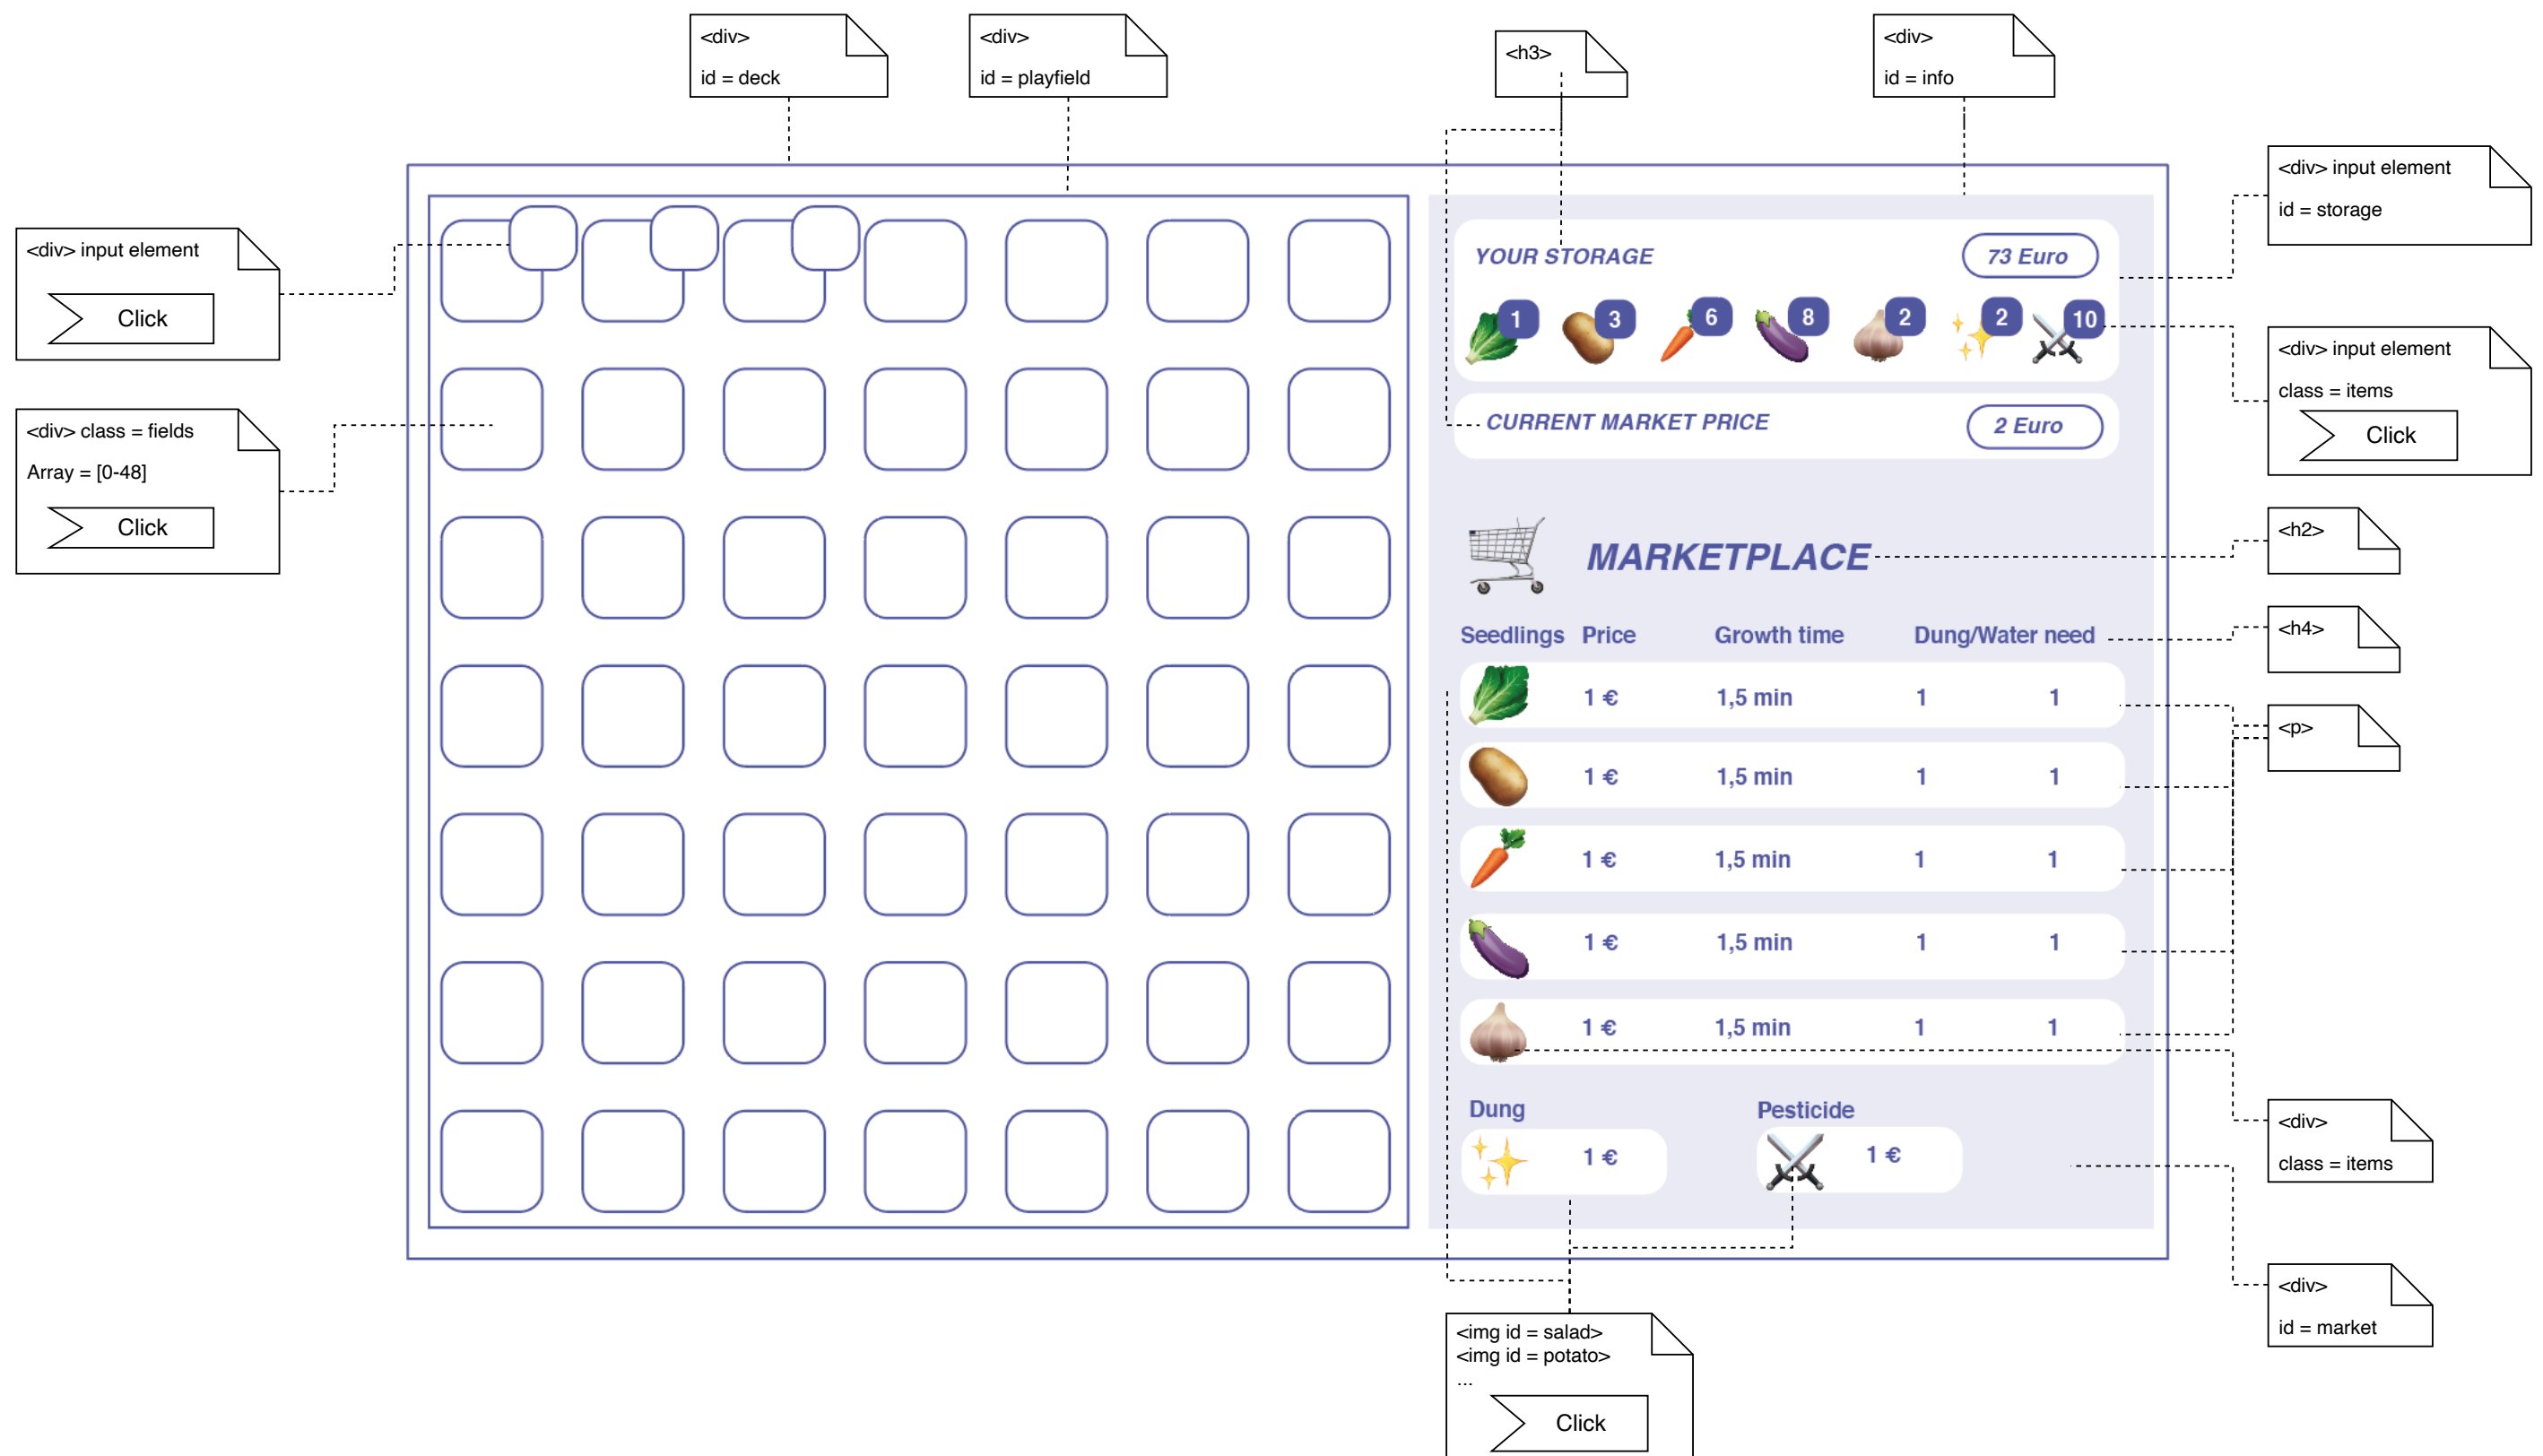 <div>
id = deck
<div>
id = playfield
<h3>
<div>
id = info
<div> input element
Click
<div> class = fields
Array = [0-48]
Click
YOUR STORAGE 73 Euro
1 3 6 8 2 2 10
CURRENT MARKET PRICE 2 Euro
MARKETPLACE
Seedlings Price Growth time Dung/Water need
1 € 1,5 min 1 1
1 € 1,5 min 1 1
1 € 1,5 min 1 1
1 € 1,5 min 1 1
1 € 1,5 min 1 1
Dung Pesticide
1 € 1 €
<div> input element
id = storage
<div> input element
class = items
Click
<h2>
<h4>
<p>
<div>
class = items
<div>
id = market
<img id = salad>
<img id = potato>
...
Click